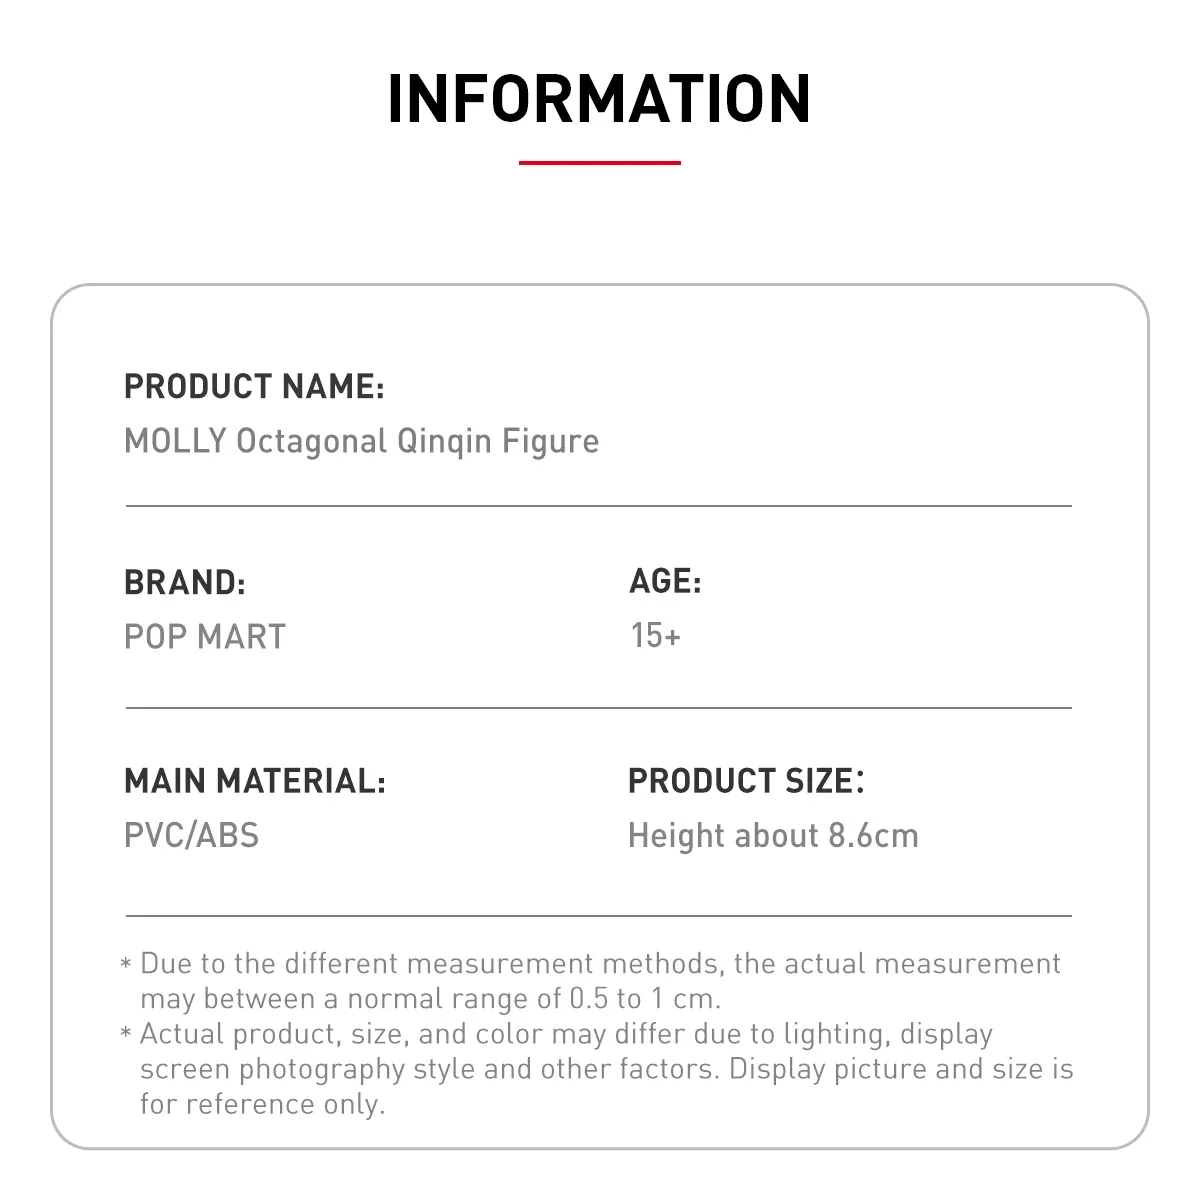 INFORMATION
PRODUCT NAME:
MOLLY Octagonal Qinqin Figure
BRAND:
POP MART
AGE:
15+
MAIN MATERIAL:
PVC/ABS
PRODUCT SIZE:
Height about 8.6cm
* Due to the different measurement methods, the actual measurement
may between a normal range of 0.5 to 1 cm.
* Actual product, size, and color may differ due to lighting, display
screen photography style and other factors. Display picture and size is
for reference only.